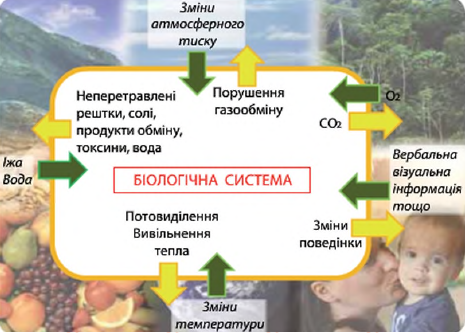 Зміни
атмосферного
тиску
Неперетравлені
рештки, солі,
продукти обміну,
токсини, вода
Порушення
газообміну
O₂
CO₂
Їжа
Вода
БІОЛОГІЧНА СИСТЕМА
Вербальна
візуальна
інформація
тощо
Потовиділення
Вивільнення
тепла
Зміни
поведінки
Зміни
температури